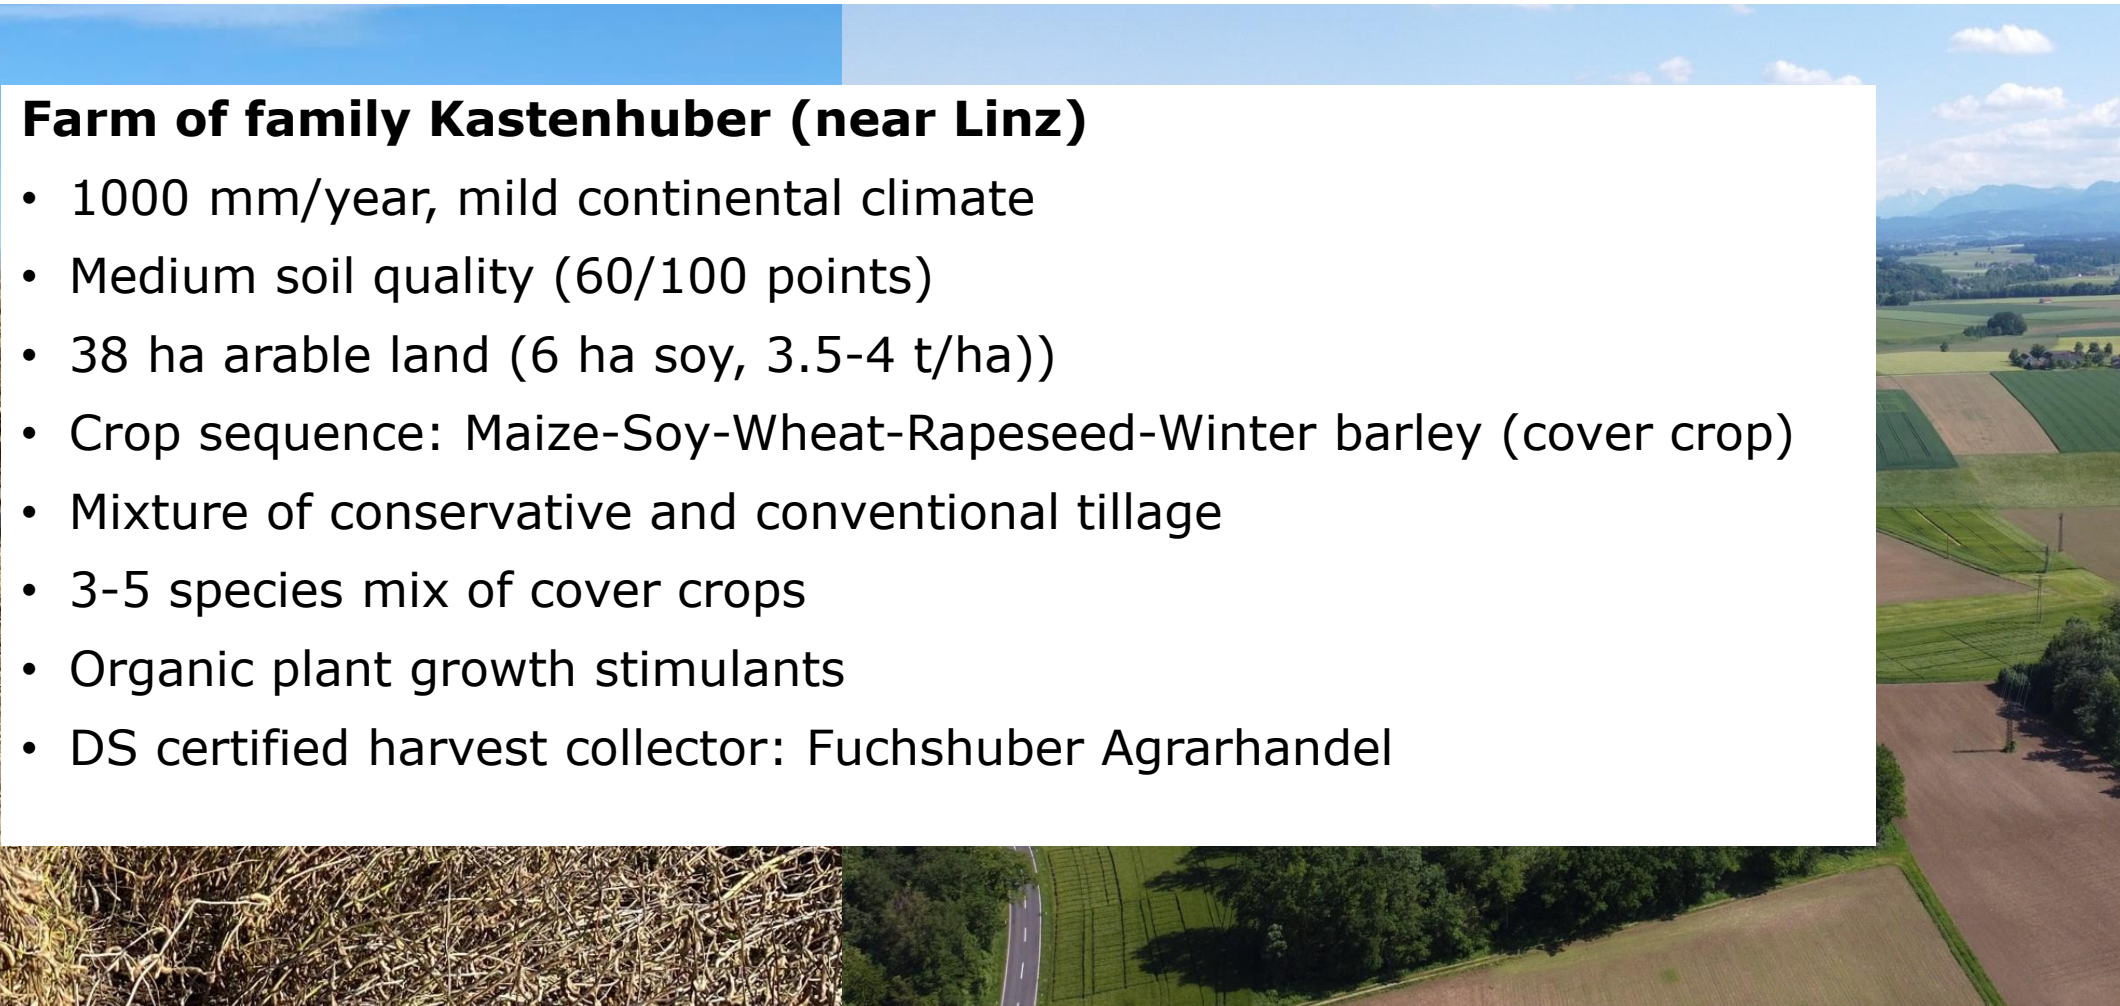 Farm of family Kastenhuber (near Linz)
• 1000 mm/year, mild continental climate
• Medium soil quality (60/100 points)
• 38 ha arable land (6 ha soy, 3.5-4 t/ha))
• Crop sequence: Maize-Soy-Wheat-Rapeseed-Winter barley (cover crop)
• Mixture of conservative and conventional tillage
• 3-5 species mix of cover crops
• Organic plant growth stimulants
• DS certified harvest collector: Fuchshuber Agrarhandel